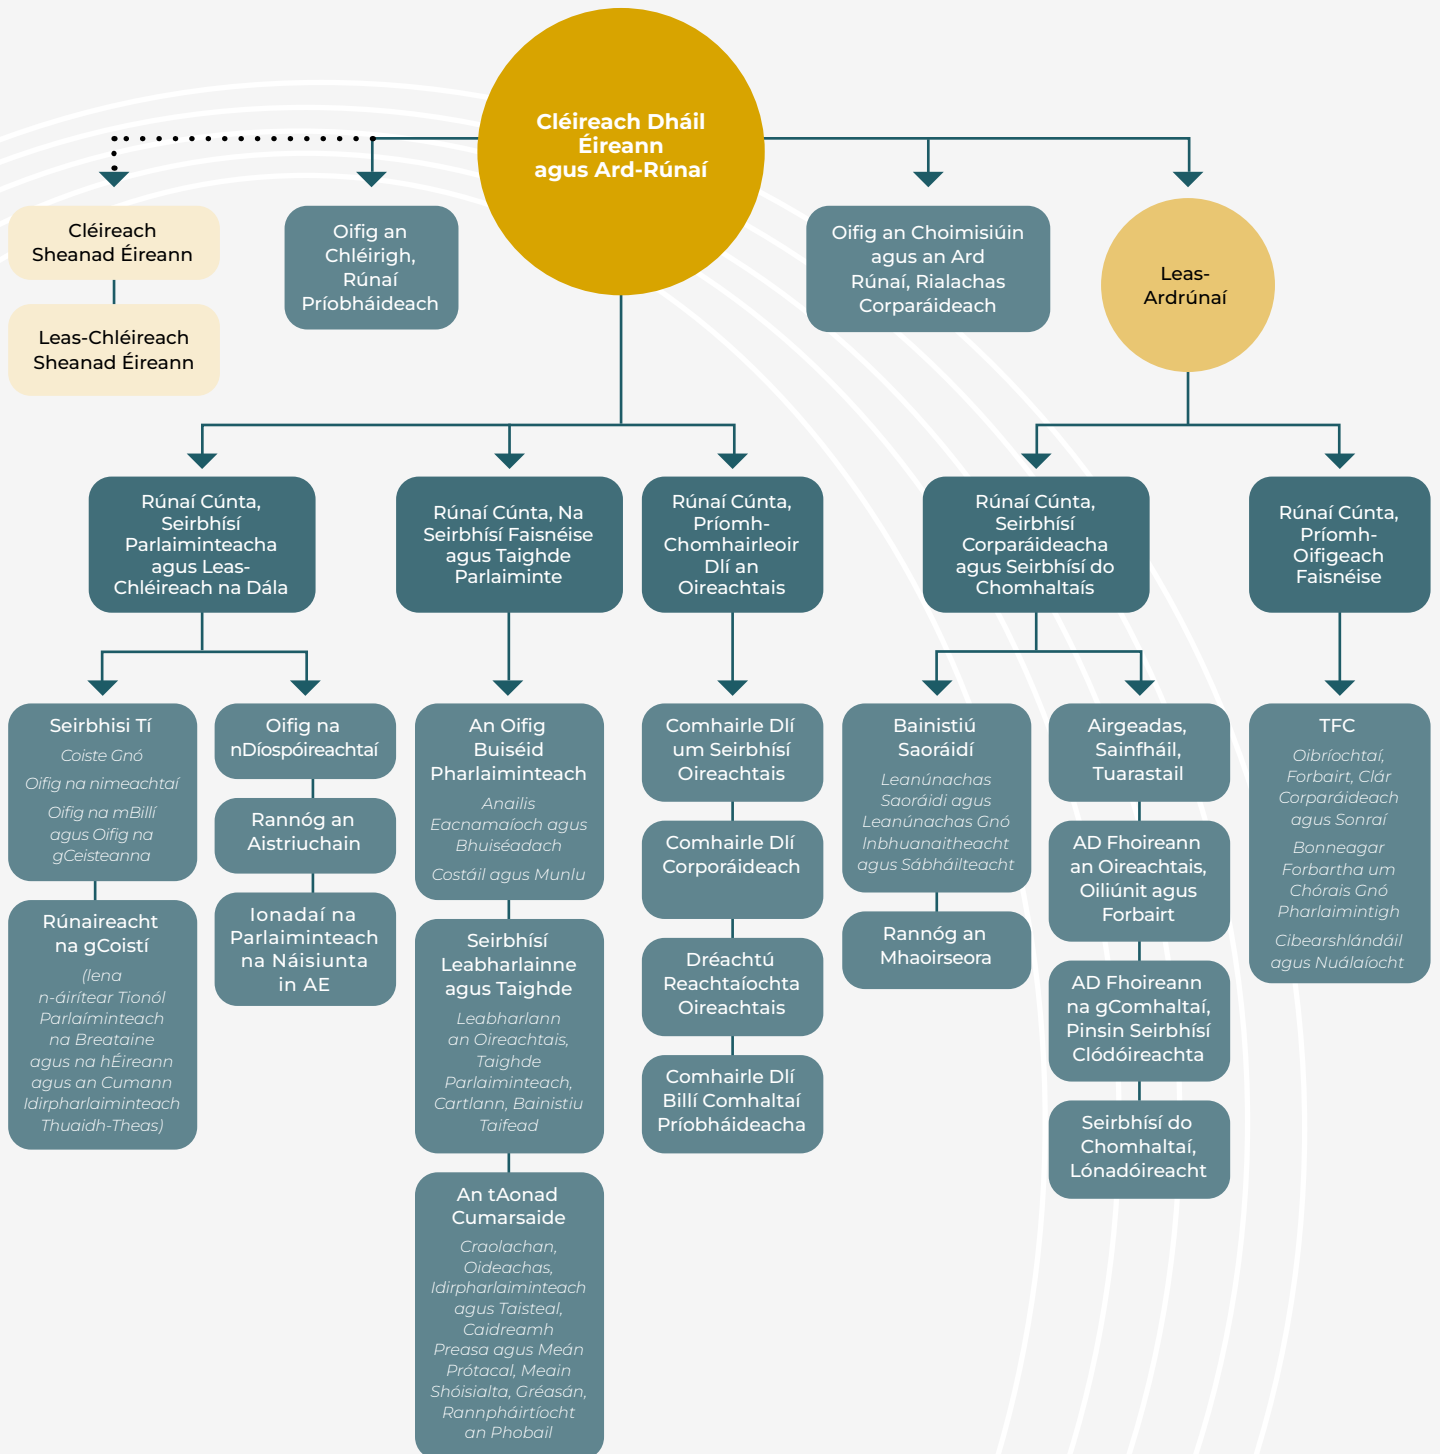 Cléireach Dháil
Éireann
agus Ard-Rúnaí
Cléireach
Sheanad Éireann
Leas-Chléireach
Sheanad Éireann
Oifig an
Chléirigh,
Rúnaí
Príobháideach
Oifig an Choimisiúin
agus an Ard
Rúnaí, Rialachas
Corparáideach
Leas-
Ardrúnaí
Rúnaí Cúnta,
Seirbhísí
Parlaiminteacha
agus Leas-
Chléireach na Dála
Rúnaí Cúnta, Na
Seirbhísí Faisnéise
agus Taighde
Parlaiminte
Rúnaí Cúnta,
Príomh-
Chomhairleoir
Dlí an
Oireachtais
Rúnaí Cúnta,
Seirbhísí
Corparáideacha
agus Seirbhísí do
Chomhaltaís
Rúnaí Cúnta,
Príomh-
Oifigeach
Faisnéise
Seirbhisi Tí
Coiste Gnó
Oifig na nimeachtaí
Oifig na mBillí
agus Oifig na
gCeisteanna
Rúnaireacht
na gCoistí
(lena
n-áirítear Tionól
Parlaíminteach
na Breataine
agus na hÉireann
agus an Cumann
Idirpharlaiminteach
Thuaidh-Theas)
Oifig na
nDíospóireachtaí
Rannóg an
Aistriuchain
Ionadaí na
Parlaiminteach
na Náisiunta
in AE
An Oifig
Buiséid
Pharlaiminteach
Anailis
Eacnamaíoch agus
Bhuiséadach
Costáil agus Munlu
Seirbhísí
Leabharlainne
agus Taighde
Leabharlann
an Oireachtais,
Taighde
Parlaiminteach,
Cartlann, Bainistiu
Taifead
An tAonad
Cumarsaide
Craolachan,
Oideachas,
Idirpharlaiminteach
agus Taisteal,
Caidreamh
Preasa agus Meán
Prótacal, Meain
Shóisialta, Gréasán,
Rannpháirtíocht
an Phobail
Comhairle Dlí
um Seirbhísí
Oireachtais
Comhairle Dlí
Corporáideach
Dréachtú
Reachtaíochta
Oireachtais
Comhairle Dlí
Billí Comhaltaí
Príobháideacha
Bainistiú
Saoráidí
Leanúnachas
Saoráidi agus
Leanúnachas Gnó
Inbhuanaitheacht
agus Sábháilteacht
Rannóg an
Mhaoirseora
Airgeadas,
Sainfháil,
Tuarastail
AD Fhoireann
an Oireachtais,
Oiliúnit agus
Forbairt
AD Fhoireann
na gComhaltaí,
Pinsin Seirbhísí
Clódóireachta
Seirbhísí do
Chomhaltaí,
Lónadóireacht
TFC
Oibríochtaí,
Forbairt, Clár
Corparáideach
agus Sonraí
Bonneagar
Forbartha um
Chórais Gnó
Pharlaimintigh
Cibearshlándáil
agus Nuálaíocht